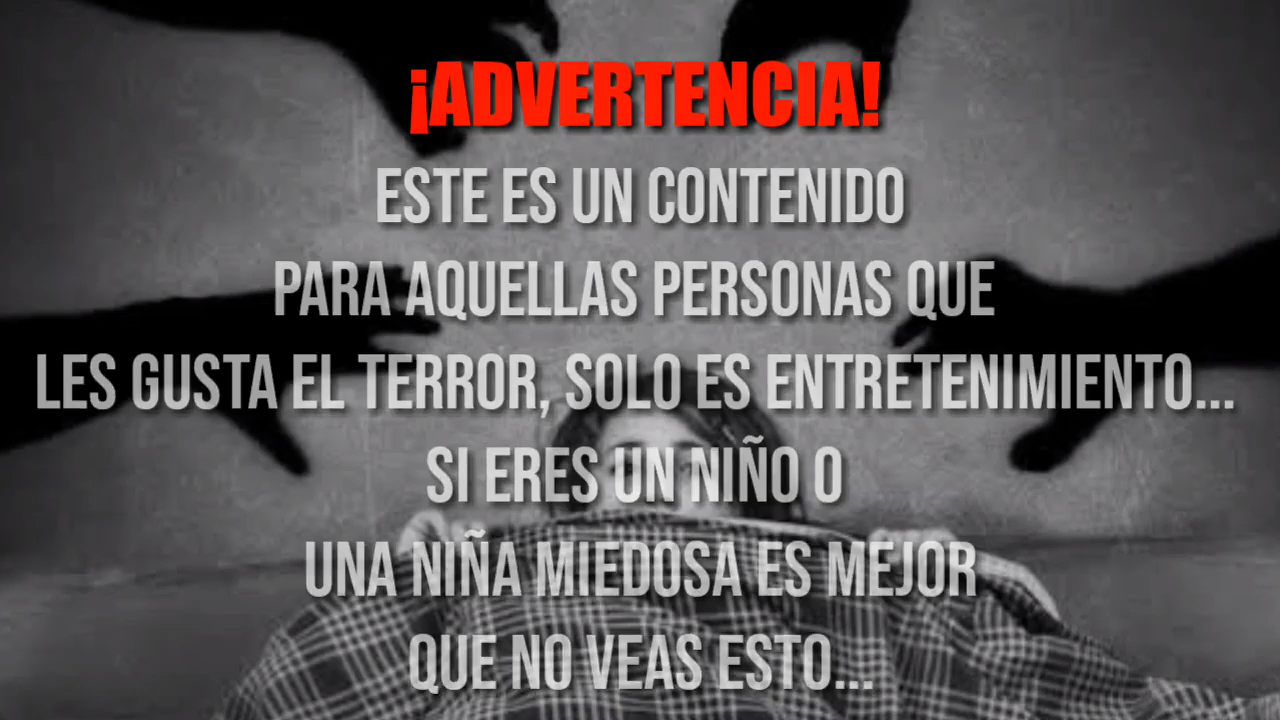 ¡ADVERTENCIA!
ESTE ES UN CONTENIDO
PARA AQUELLAS PERSONAS QUE
LES GUSTA EL TERROR, SOLO ES ENTRETENIMIENTO...
SI ERES UN NIÑO O
UNA NIÑA MIEDOSA ES MEJOR
QUE NO VEAS ESTO...